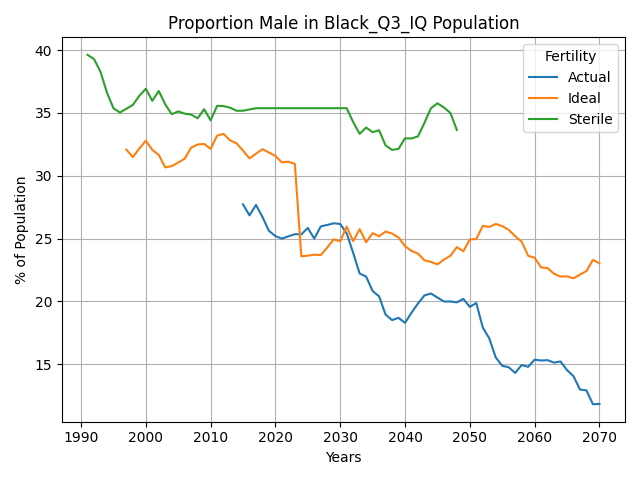 Proportion Male in Black_Q3_IQ Population
% of Population
40
35
30
25
20
15
Fertility
Actual
Ideal
Sterile
1990 2000 2010 2020 2030 2040 2050 2060 2070
Years